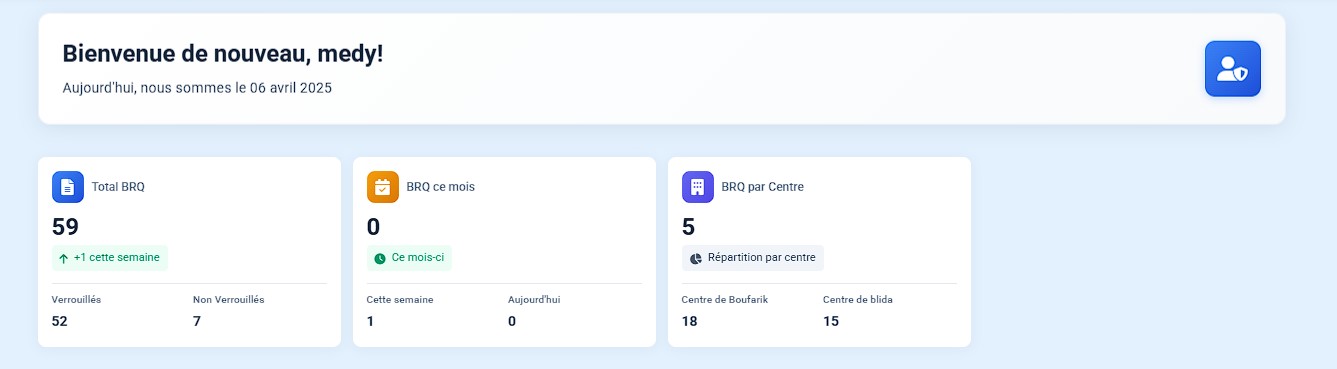 Bienvenue de nouveau, medy!
Aujourd'hui, nous sommes le 06 avril 2025
Total BRQ
59
+1 cette semaine
Verrouillés
Non Verrouillés
52
7
BRQ ce mois
0
Ce mois-ci
Cette semaine
Aujourd'hui
1
0
BRQ par Centre
5
Répartition par centre
Centre de Boufarik
Centre de blida
18
15